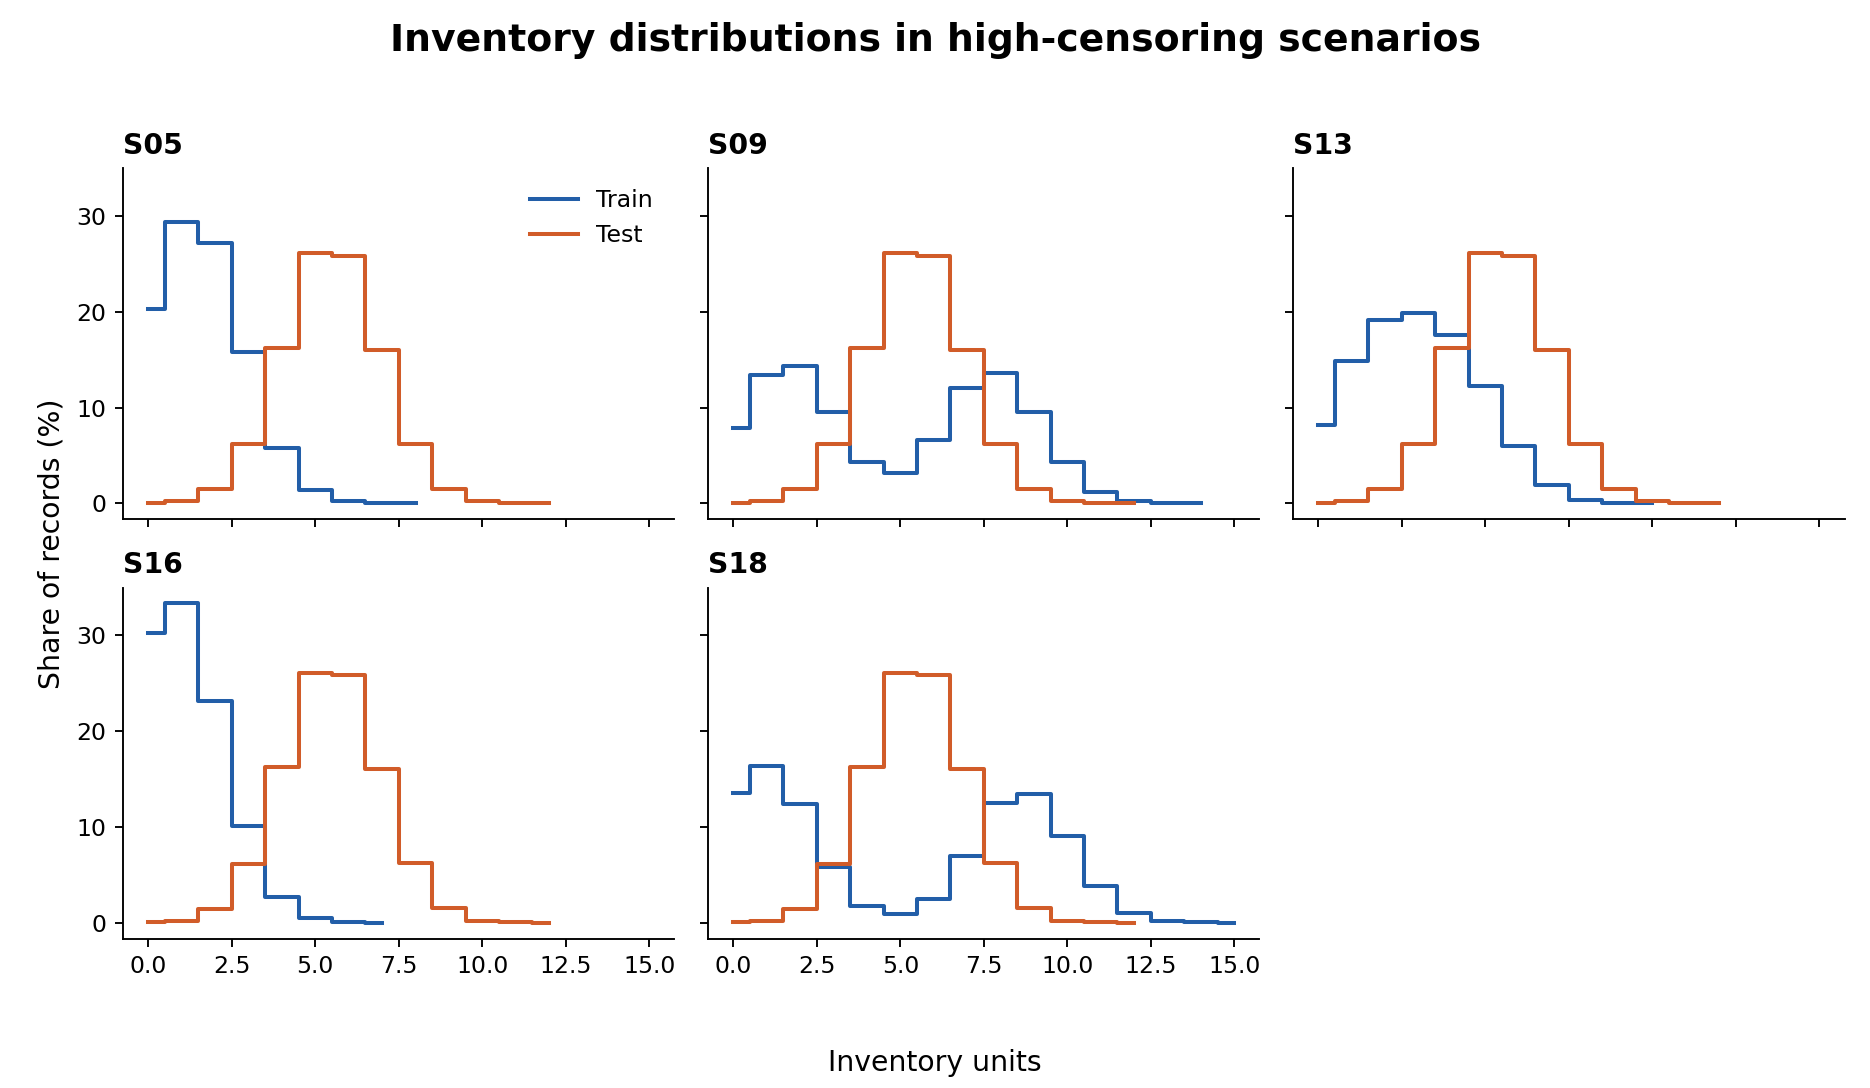 Inventory distributions in high-censoring scenarios
S05
S09
S13
30
20
10
0
Train
Test
Share of records (%)
S16
S18
30
20
10
0
0.0 2.5 5.0 7.5 10.0 12.5 15.0
0.0 2.5 5.0 7.5 10.0 12.5 15.0
Inventory units